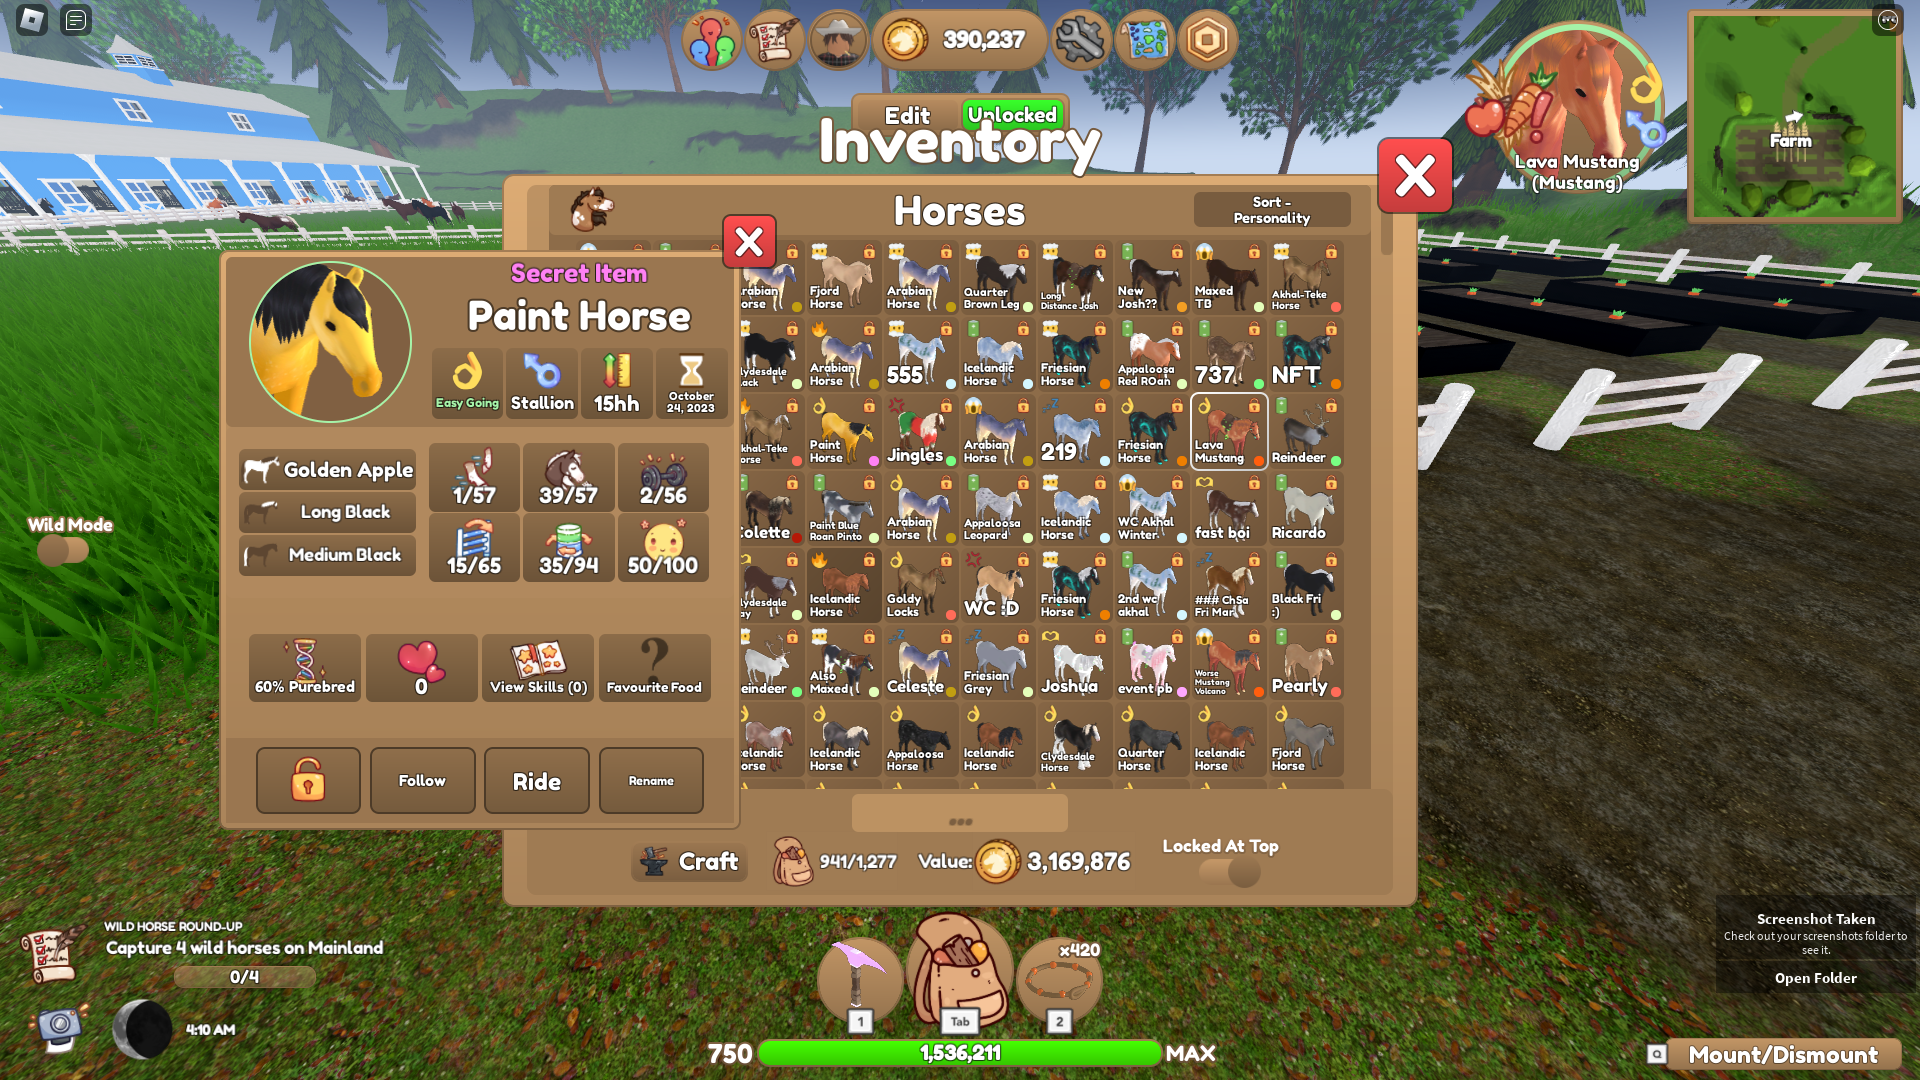 390,237
Edit
Unlocked
Inventory
Lava Mustang
(Mustang)
Farm
Horses
Sort -
Personality
Secret Item
Paint Horse
Easy Going
Stallion
15hh
October
24, 2023
Golden Apple
Long Black
Medium Black
1/57
39/57
2/56
15/65
35/94
50/100
60% Purebred
0
View Skills (0)
Favourite Food
Follow
Ride
Rename
Fjord
Horse
Arabian
Horse
Quarter
Brown Leg
Long
Distance Josh
New
Josh??
Maxed
TB
Akhal-Teke
Horse
Arabian
Horse
555
Icelandic
Horse
Friesian
Horse
Appaloosa
Red ROan
737
NFT
Paint
Horse
Jingles
Arabian
Horse
219
Friesian
Horse
Lava
Mustang
Reindeer
Paint Blue
Roan Pinto
Arabian
Horse
Appaloosa
Leopard
Icelandic
Horse
WC Akhal
Winter
fast boi
Ricardo
Icelandic
Horse
Goldy
Locks
WC :D
Friesian
Horse
2nd wc
akhal
### ChSa
Fri Mar
Black Fri
:)
Also
Maxed
Celeste
Friesian
Grey
Joshua
event pb
Worse
Mustang
Volcano
Pearly
Icelandic
Horse
Appaloosa
Horse
Icelandic
Horse
Clydesdale
Horse
Quarter
Horse
Icelandic
Horse
Fjord
Horse
Craft
941/1,277
Value:
3,169,876
Locked At Top
Wild Mode
WILD HORSE ROUND-UP
Capture 4 wild horses on Mainland
0/4
4:10 AM
x420
1
Tab
2
750
1,536,211
MAX
Screenshot Taken
Check out your screenshots folder to
see it.
Open Folder
Q
Mount/Dismount